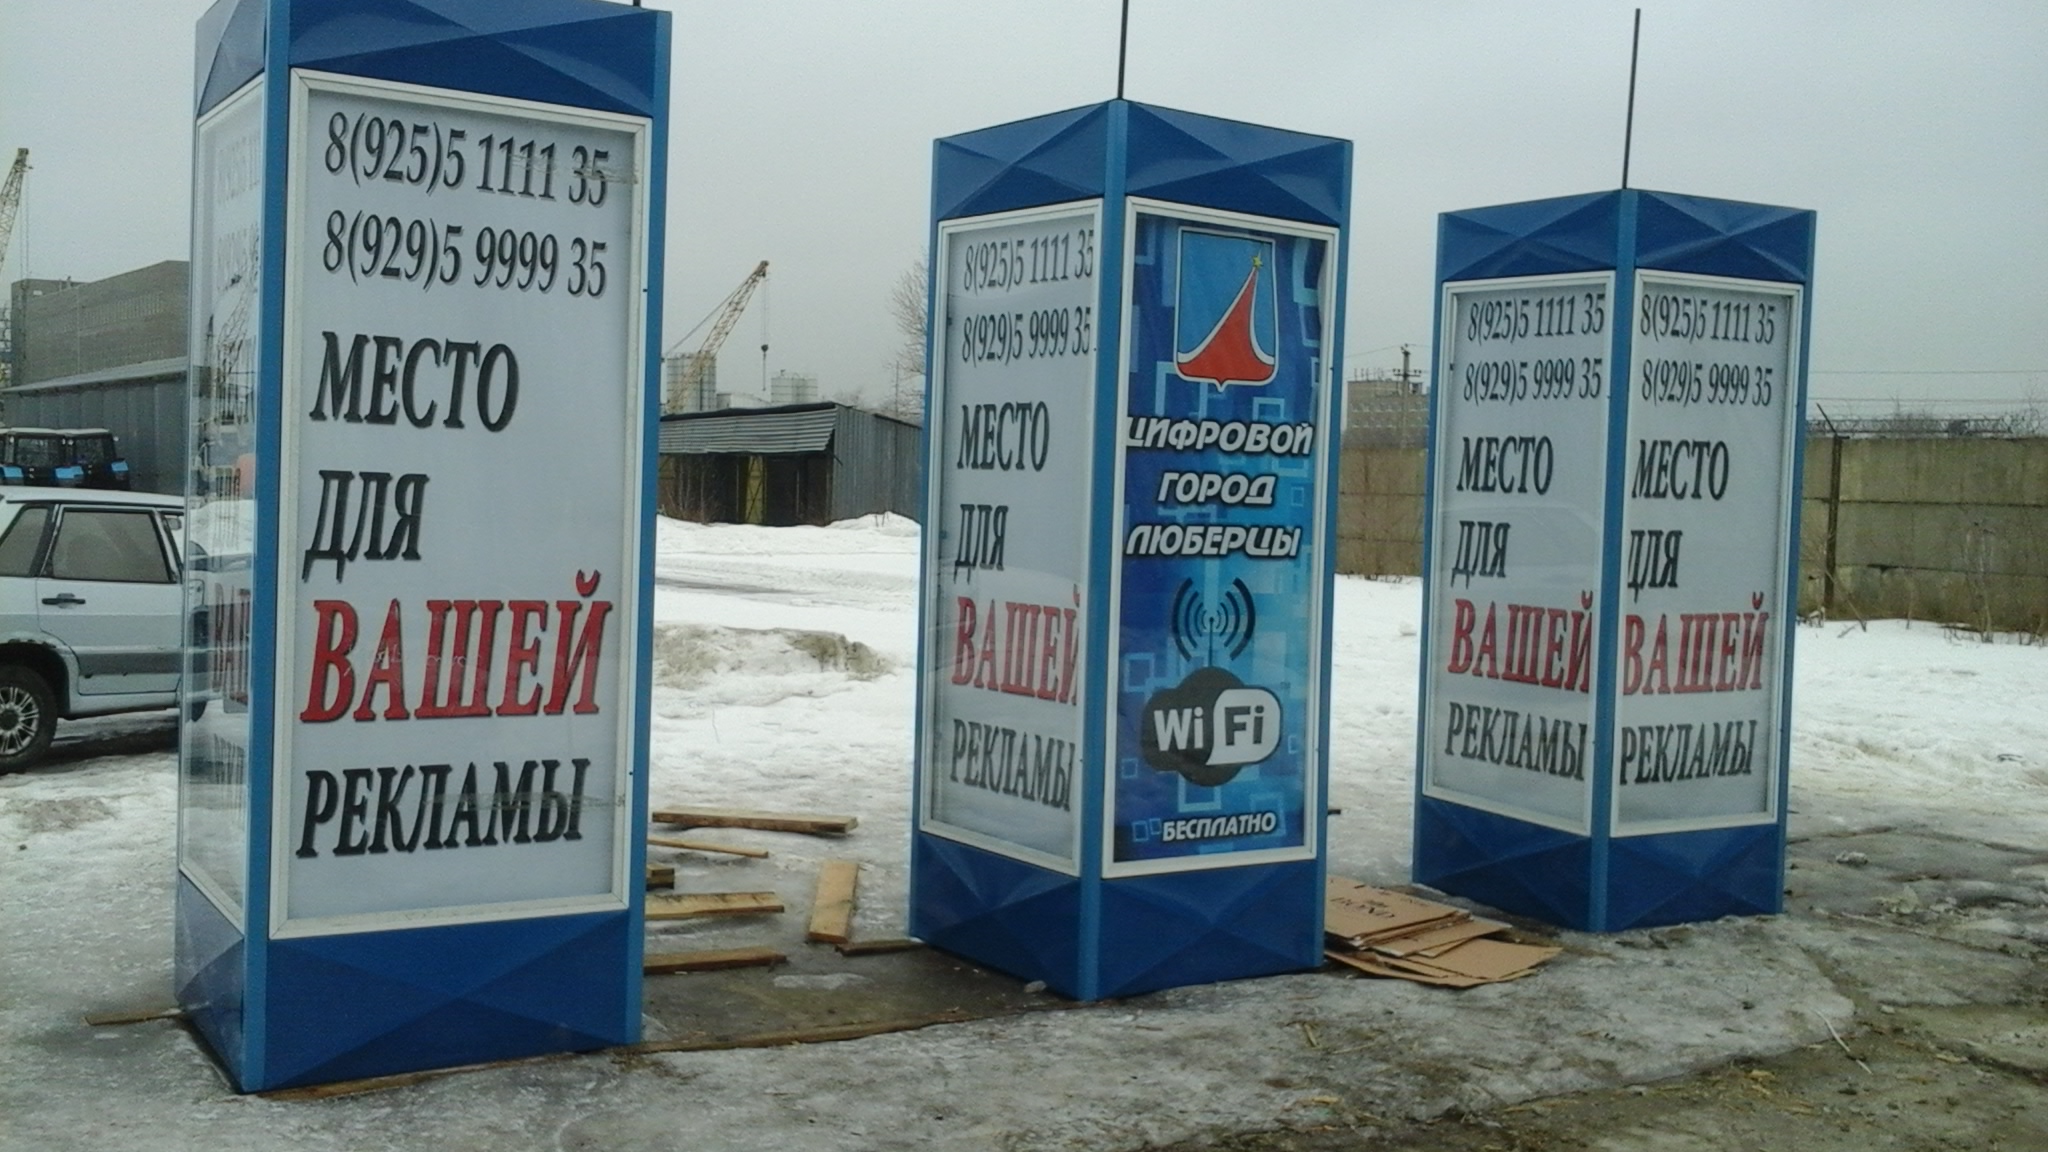 8(925)5 1111 35
8(929)5 9999 35
МЕСТО
ДЛЯ
ВАШЕЙ
РЕКЛАМЫ
8(925)5 1111 35
8(929)5 9999 35
МЕСТО
ДЛЯ
ВАШЕЙ
РЕКЛАМЫ
ЦИФРОВОЙ
ГОРОД
ЛЮБЕРЦЫ
Wi Fi
БЕСПЛАТНО
8(925)5 1111 35
8(929)5 9999 35
МЕСТО
ДЛЯ
ВАШЕЙ
РЕКЛАМЫ
8(925)5 1111 35
8(929)5 9999 35
МЕСТО
ДЛЯ
ВАШЕЙ
РЕКЛАМЫ